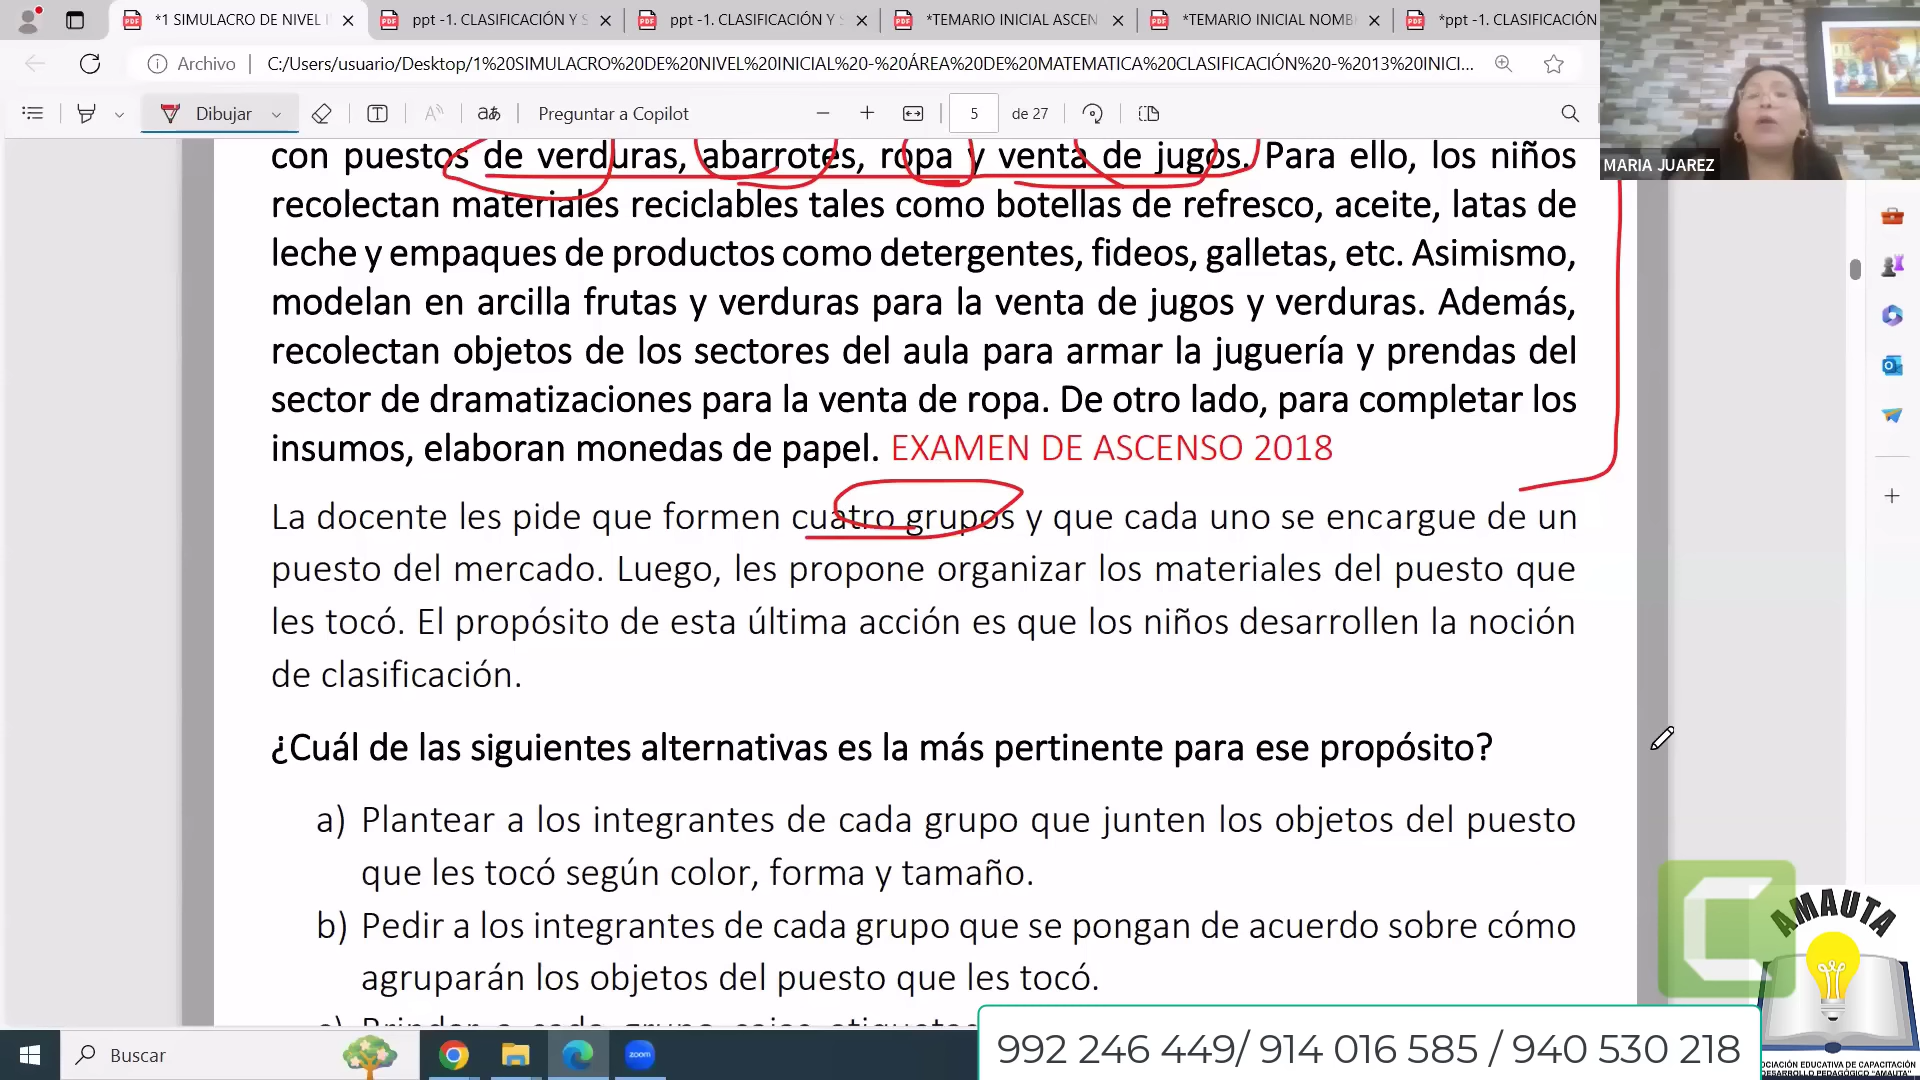 *1 SIMULACRO DE NIVEL I
ppt -1. CLASIFICACIÓN Y S
ppt -1. CLASIFICACIÓN Y S
*TEMARIO INICIAL ASCEN
*TEMARIO INICIAL NOMB
*ppt -1. CLASIFICACIÓN
Archivo
C:/Users/usuario/Desktop/1%20SIMULACRO%20DE%20NIVEL%20INICIAL%20-%20ÁREA%20DE%20MATEMATICA%20CLASIFICACIÓN%20-%2013%20INICI...
Dibujar
Preguntar a Copilot
5
de 27
MARIA JUAREZ
con puestos de verduras, abarrotes, ropa y venta de jugos. Para ello, los niños
recolectan materiales reciclables tales como botellas de refresco, aceite, latas de
leche y empaques de productos como detergentes, fideos, galletas, etc. Asimismo,
modelan en arcilla frutas y verduras para la venta de jugos y verduras. Además,
recolectan objetos de los sectores del aula para armar la juguería y prendas del
sector de dramatizaciones para la venta de ropa. De otro lado, para completar los
insumos, elaboran monedas de papel. EXAMEN DE ASCENSO 2018
La docente les pide que formen cuatro grupos y que cada uno se encargue de un
puesto del mercado. Luego, les propone organizar los materiales del puesto que
les tocó. El propósito de esta última acción es que los niños desarrollen la noción
de clasificación.
¿Cuál de las siguientes alternativas es la más pertinente para ese propósito?
a) Plantear a los integrantes de cada grupo que junten los objetos del puesto
que les tocó según color, forma y tamaño.
b) Pedir a los integrantes de cada grupo que se pongan de acuerdo sobre cómo
agruparán los objetos del puesto que les tocó.
AMAUTA
992 246 449/ 914 016 585 / 940 530 218
Buscar
zoom